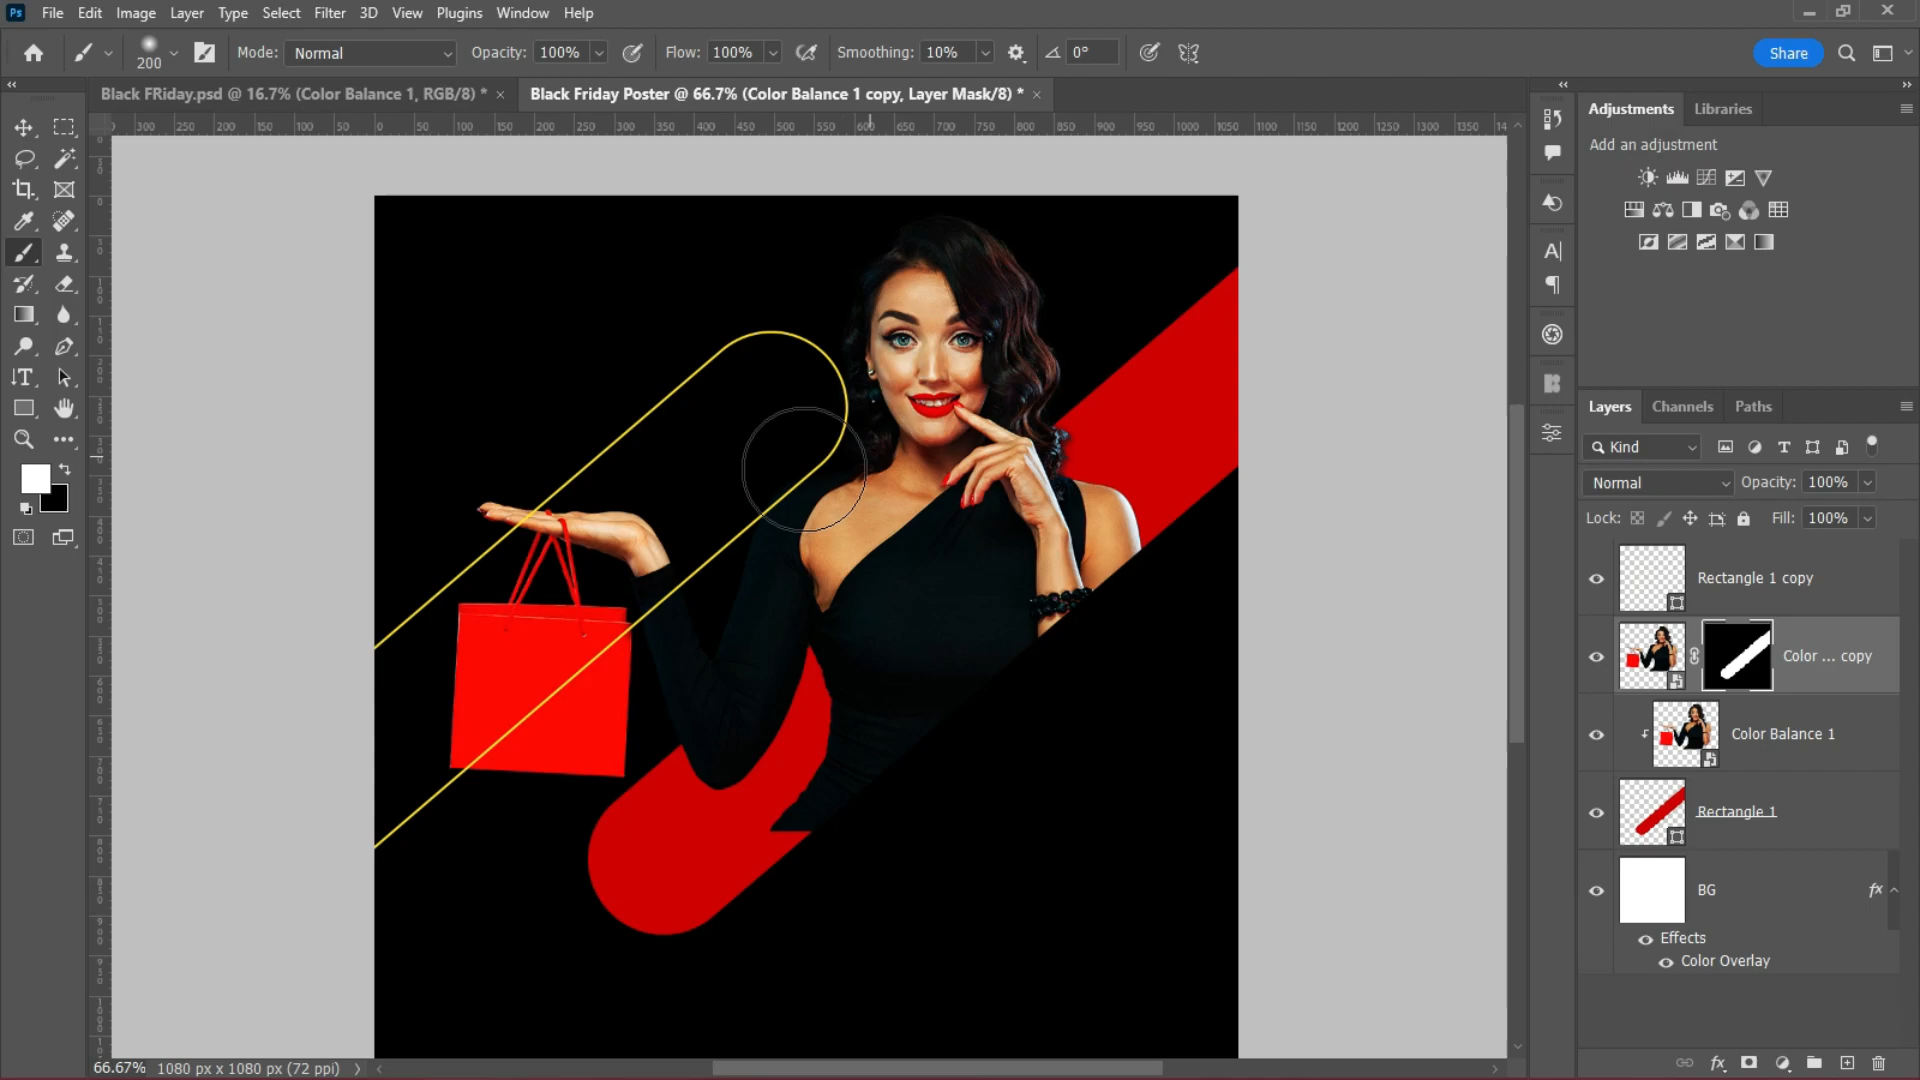 Ps File Edit Image Layer Type Select Filter 3D View Plugins Window Help
200 Mode: Normal Opacity: 100% Flow: 100% Smoothing: 10% 0° Share
Black FRiday.psd @ 16.7% (Color Balance 1, RGB/8) * Black Friday Poster @ 66.7% (Color Balance 1 copy, Layer Mask/8) *
Adjustments Libraries
300 250 200 150 100 50 0 50 100 150 200 250 300 350 400 450 500 550 600 650 700 750 800 850 900 950 1000 1050 1100 1150 1200 1250 1300 1350 14
Add an adjustment
Layers Channels Paths
Kind
Normal Opacity: 100%
Lock: Fill: 100%
Rectangle 1 copy
Color ... copy
Color Balance 1
Rectangle 1
BG fx
Effects
Color Overlay
66.67% 1080 px x 1080 px (72 ppi)
fx